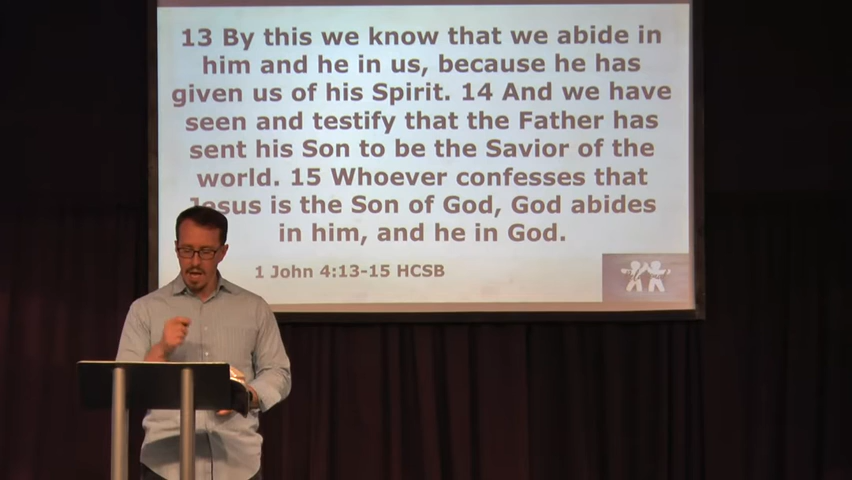 13 By this we know that we abide in
him and he in us, because he has
given us of his Spirit. 14 And we have
seen and testify that the Father has
sent his Son to be the Savior of the
world. 15 Whoever confesses that
Jesus is the Son of God, God abides
in him, and he in God.
1 John 4:13-15 HCSB